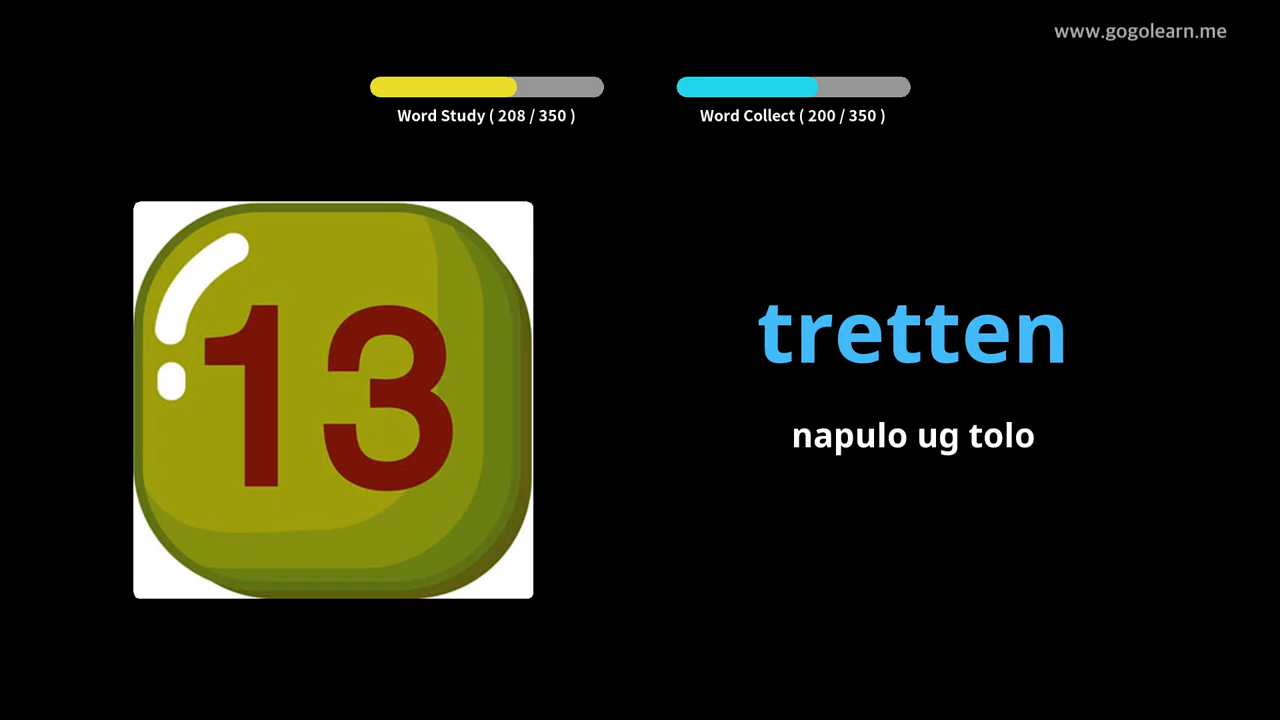 www.gogolearn.me
Word Study ( 208 / 350 )
Word Collect ( 200 / 350 )
13
tretten
napulo ug tolo